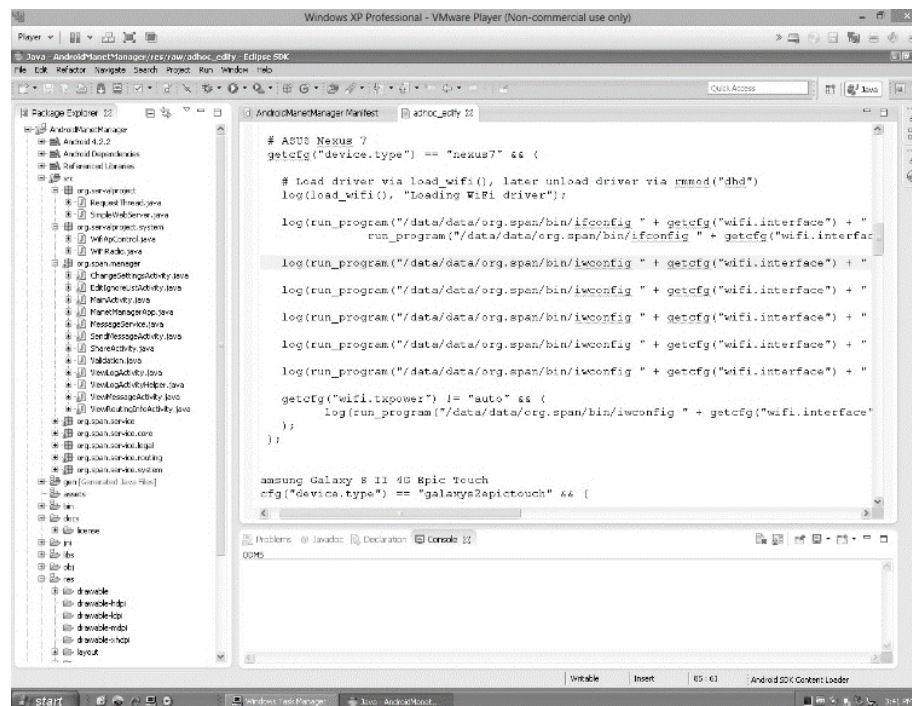 Windows XP Professional - VMware Player (Non-commercial use only)
Player
Java - AndroidManetManager/res/raw/adhoc_edify - Eclipse SDK
File Edit Refactor Navigate Search Project Run Window Help
Quick Access
Java
Package Explorer
AndroidManetManager
Android 4.2.2
Android Dependencies
Referenced Libraries
src
org.servalproject
RequestThread.java
SimpleWebServer.java
org.servalproject.system
WifiApControl.java
WiFiRadio.java
org.span.manager
ChangeSettingsActivity.java
EditIgnoreListActivity.java
MainActivity.java
ManetManagerApp.java
MessageService.java
SendMessageActivity.java
ShareActivity.java
Validation.java
ViewLogActivity.java
ViewLogActivityHelper.java
ViewMessageActivity.java
ViewRoutingInfoActivity.java
org.span.service
org.span.service.core
org.span.service.legal
org.span.service.routing
org.span.service.system
gen [Generated Java Files]
assets
bin
docs
license
jni
libs
obj
res
drawable
drawable-hdpi
drawable-ldpi
drawable-mdpi
drawable-xhdpi
layout
AndroidManetManager Manifest
adhoc_edify
# ASUS Nexus 7
getcfg("device.type") == "nexus7" && (
# Load driver via load_wifi(), later unload driver via rmmod("dhd")
log(load_wifi(), "Loading WiFi driver");
log(run_program("/data/data/org.span/bin/ifconfig " + getcfg("wifi.interface") + "
run_program("/data/data/org.span/bin/ifconfig " + getcfg("wifi.interfac
log(run_program("/data/data/org.span/bin/iwconfig " + getcfg("wifi.interface") + "
log(run_program("/data/data/org.span/bin/iwconfig " + getcfg("wifi.interface") + "
log(run_program("/data/data/org.span/bin/iwconfig " + getcfg("wifi.interface") + "
log(run_program("/data/data/org.span/bin/iwconfig " + getcfg("wifi.interface") + "
log(run_program("/data/data/org.span/bin/iwconfig " + getcfg("wifi.interface") + "
getcfg("wifi.txpower") != "auto" && (
log(run_program("/data/data/org.span/bin/iwconfig " + getcfg("wifi.interface"
);
);
amsung Galaxy S II 4G Epic Touch
cfg("device.type") == "galaxys2epictouch" && (
Problems @ Javadoc Declaration Console
DDMS
Writable Insert 85 : 61 Android SDK Content Loader
start
Windows Task Manager
Java - AndroidManet...
3:41 PM